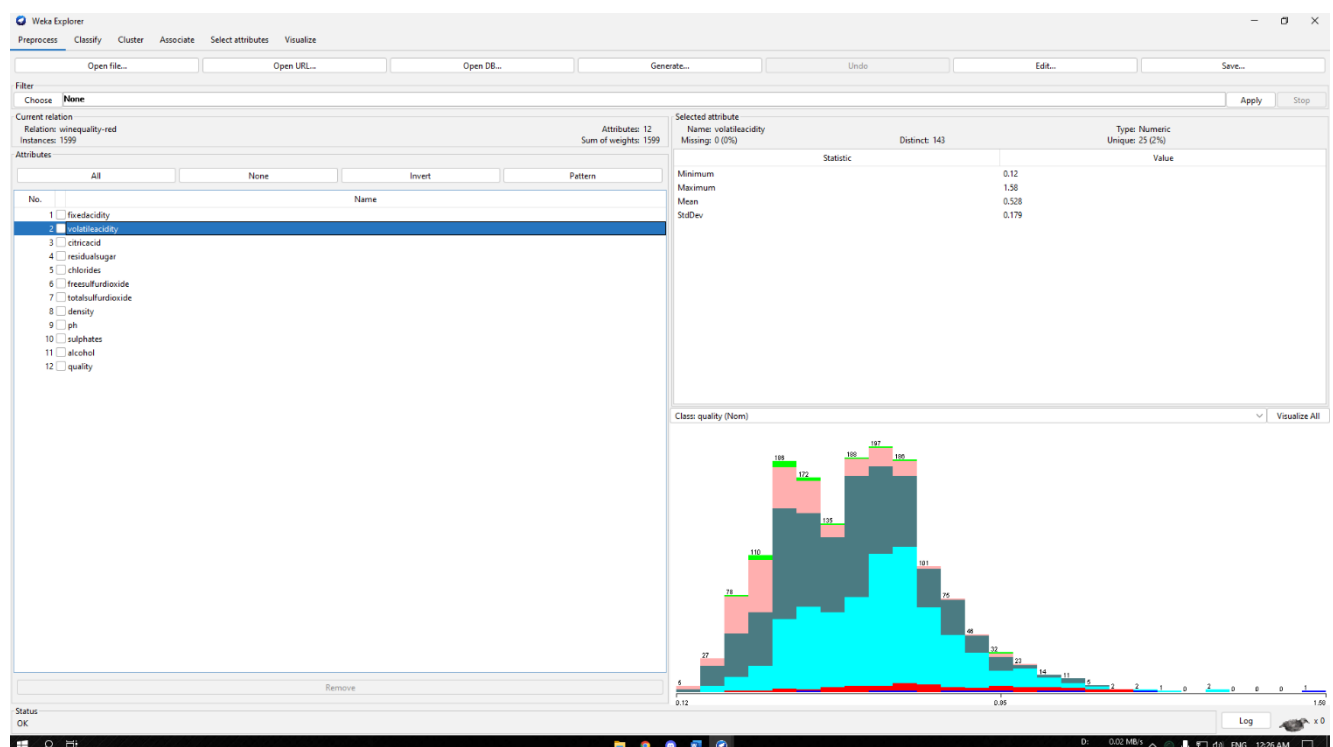 Weka Explorer
Preprocess Classify Cluster Associate Select attributes Visualize
Open file... Open URL... Open DB... Generate... Undo Edit... Save...
Filter
Choose None Apply Stop
Current relation
Relation: winequality-red Attributes: 12
Instances: 1599 Sum of weights: 1599
Attributes
All None Invert Pattern
No. Name
1 fixedacidity
2 volatileacidity
3 citricacid
4 residualsugar
5 chlorides
6 freesulfurdioxide
7 totalsulfurdioxide
8 density
9 ph
10 sulphates
11 alcohol
12 quality
Remove
Selected attribute
Name: volatileacidity Type: Numeric
Missing: 0 (0%) Distinct: 143 Unique: 25 (2%)
Statistic Value
Minimum 0.12
Maximum 1.58
Mean 0.528
StdDev 0.179
Class: quality (Nom) Visualize All
27 78 110 172 135 188 197 101 75 46 32 23 14 11 2 2 1 0 2 0 0 0 1
0.12 0.85
Status
OK Log x 0
D: 0.02 MB/s ENG 12:26 AM